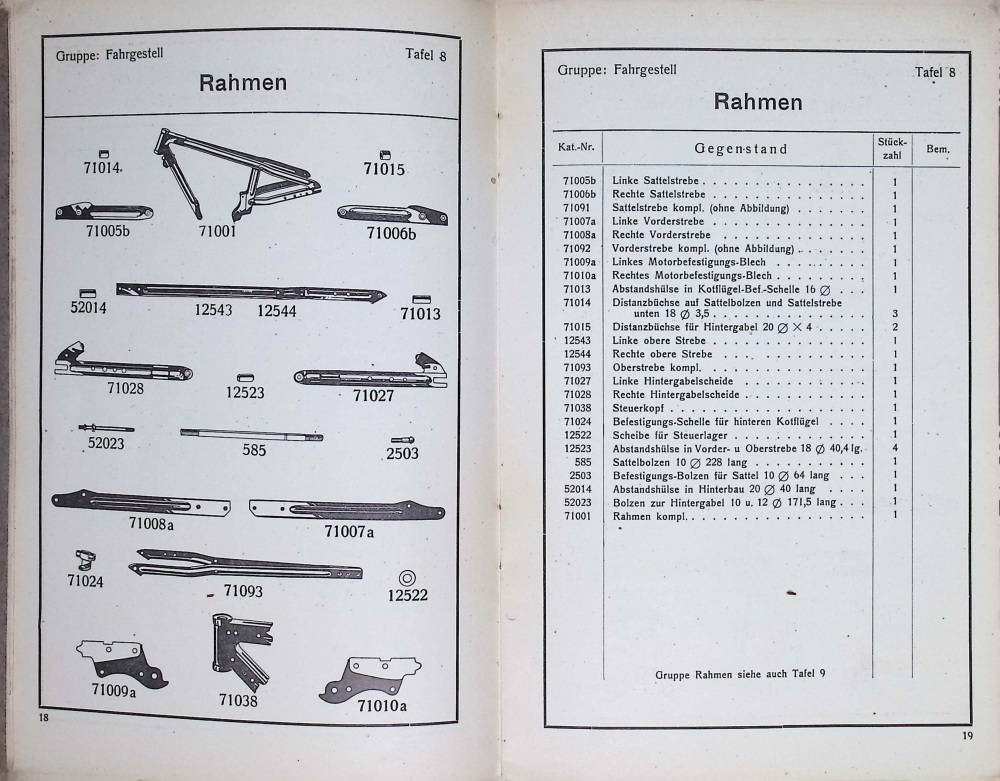 Gruppe: Fahrgestell Tafel 8
Rahmen
71014 71015
71005b 71001 71006b
52014 12543 12544 71013
71028 12523 71027
52023 585 2503
71008a 71007a
71024 71093 12522
71009a 71038 71010a
18
Gruppe: Fahrgestell Tafel 8
Rahmen
Kat.-Nr. Gegenstand Stück- Bem.
zahl
71005b Linke Sattelstrebe . . . . . . . . . . . . 1
71006b Rechte Sattelstrebe . . . . . . . . . . . 1
71091 Sattelstrebe kompl. (ohne Abbildung) . . . . . . 1
71007a Linke Vorderstrebe . . . . . . . . . . . 1
71008a Rechte Vorderstrebe . . . . . . . . . . . 1
71092 Vorderstrebe kompl. (ohne Abbildung) . . . . . . 1
71009a Linkes Motorbefestigungs-Blech . . . . . . . 1
71010a Rechtes Motorbefestigungs-Blech . . . . . . . 1
71013 Abstandshülse in Kotflügel-Bef.-Schelle 16 ∅ . . . 1
71014 Distanzbüchse auf Sattelbolzen und Sattelstrebe
unten 18 ∅ 3,5 . . . . . . . . . . . 3
71015 Distanzbüchse für Hintergabel 20 ∅ × 4 . . . . . 2
12543 Linke obere Strebe . . . . . . . . . . . 1
12544 Rechte obere Strebe . . . . . . . . . . . 1
71093 Oberstrebe kompl. . . . . . . . . . . . 1
71027 Linke Hintergabelscheide . . . . . . . . . 1
71028 Rechte Hintergabelscheide . . . . . . . . . 1
71038 Steuerkopf . . . . . . . . . . . . . . 1
71024 Befestigungs-Schelle für hinteren Kotflügel . . . . 1
12522 Scheibe für Steuerlager . . . . . . . . . . 1
12523 Abstandshülse in Vorder- u Oberstrebe 18 ∅ 40,4 lg. . 4
585 Sattelbolzen 10 ∅ 228 lang . . . . . . . . . 1
2503 Befestigungs-Bolzen für Sattel 10 ∅ 64 lang . . . 1
52014 Abstandshülse in Hinterbau 20 ∅ 40 lang . . . . 1
52023 Bolzen zur Hintergabel 10 u. 12 ∅ 171,5 lang . . . 1
71001 Rahmen kompl. . . . . . . . . . . . . . 1
Gruppe Rahmen siehe auch Tafel 9
19